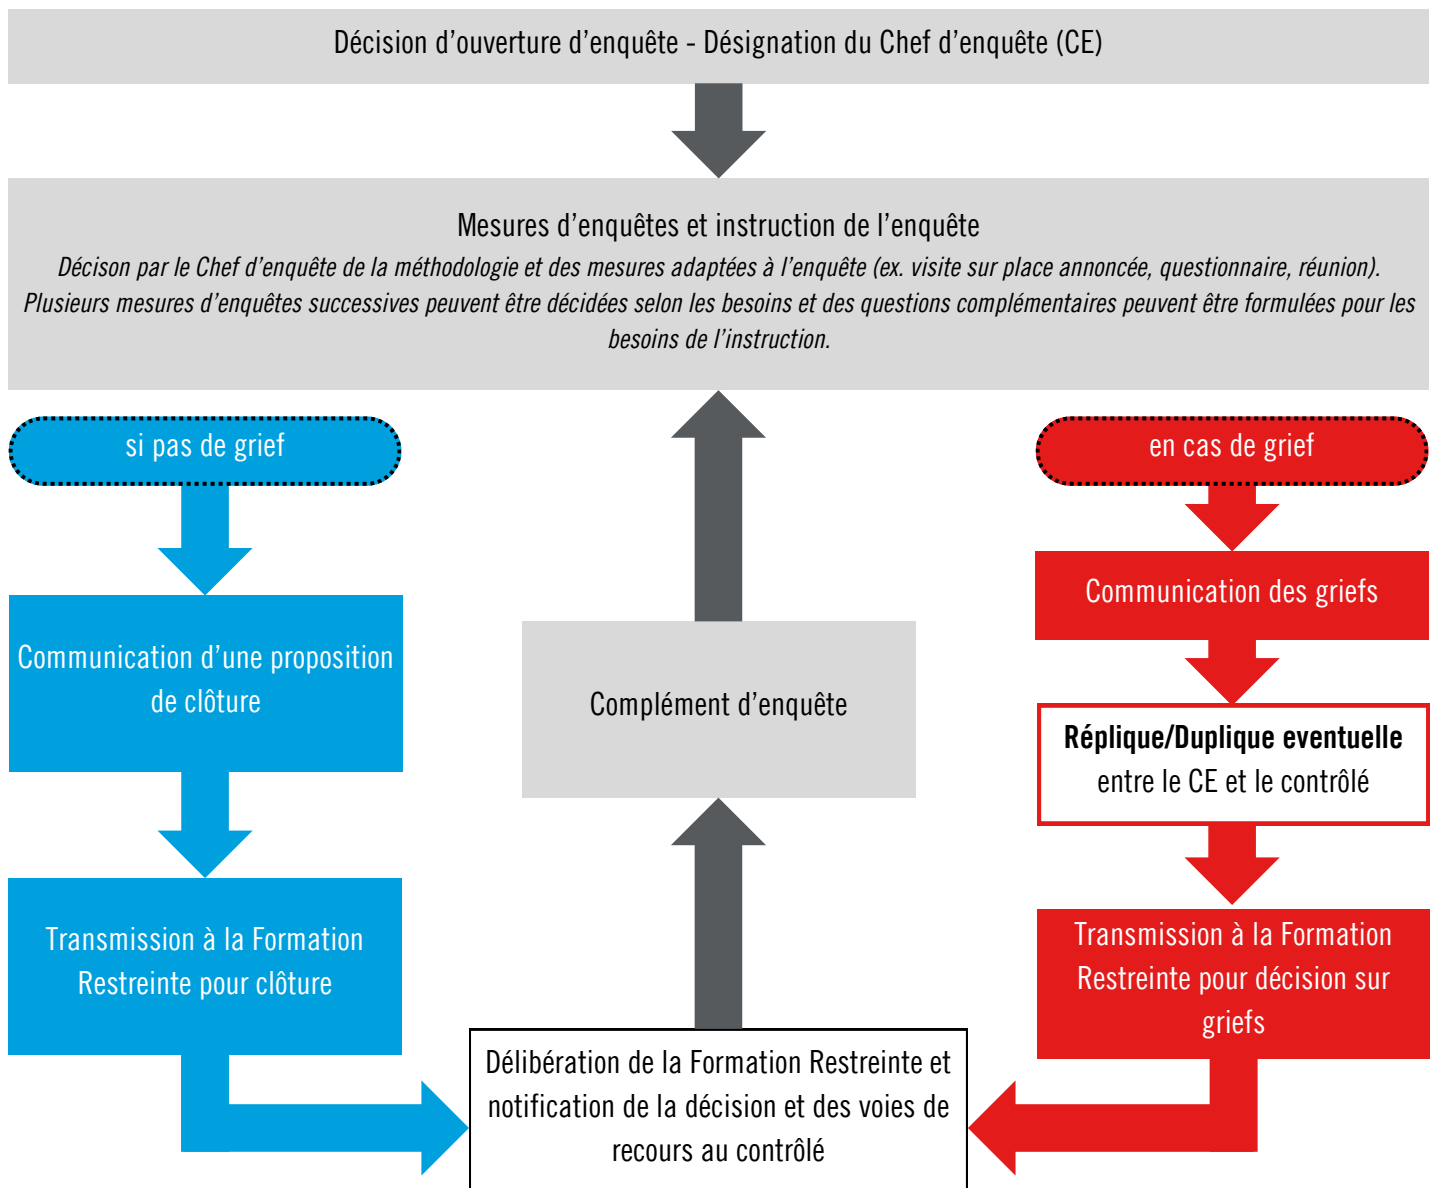 Décision d’ouverture d’enquête - Désignation du Chef d’enquête (CE)
Mesures d’enquêtes et instruction de l’enquête
Décison par le Chef d’enquête de la méthodologie et des mesures adaptées à l’enquête (ex. visite sur place annoncée, questionnaire, réunion).
Plusieurs mesures d’enquêtes successives peuvent être décidées selon les besoins et des questions complémentaires peuvent être formulées pour les
besoins de l’instruction.
si pas de grief
Communication d’une proposition
de clôture
Transmission à la Formation
Restreinte pour clôture
Complément d’enquête
en cas de grief
Communication des griefs
Réplique/Duplique eventuelle
entre le CE et le contrôlé
Transmission à la Formation
Restreinte pour décision sur
griefs
Délibération de la Formation Restreinte et
notification de la décision et des voies de
recours au contrôlé